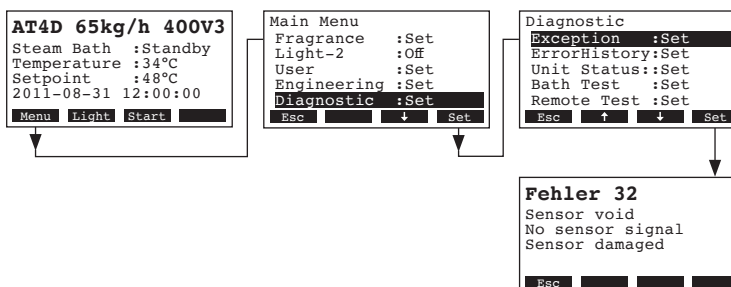 AT4D 65kg/h 400V3
Steam Bath :Standby
Temperature :34°C
Setpoint :48°C
2011-08-31 12:00:00
Menu Light Start
Main Menu
Fragrance :Set
Light-2 :Off
User :Set
Engineering :Set
Diagnostic :Set
Esc ↓ Set
Diagnostic
Exception :Set
ErrorHistory:Set
Unit Status::Set
Bath Test :Set
Remote Test :Set
Esc ↑ ↓ Set
Fehler 32
Sensor void
No sensor signal
Sensor damaged
Esc